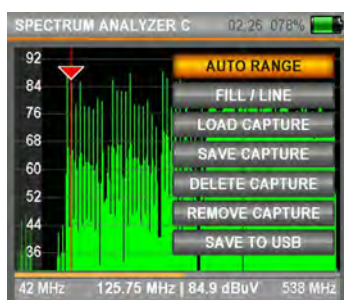 SPECTRUM ANALYZER C 02:26 078%
92
84
76
68
60
52
44
36
AUTO RANGE
FILL / LINE
LOAD CAPTURE
SAVE CAPTURE
DELETE CAPTURE
REMOVE CAPTURE
SAVE TO USB
42 MHz 125.75 MHz | 84.9 dBuV 538 MHz